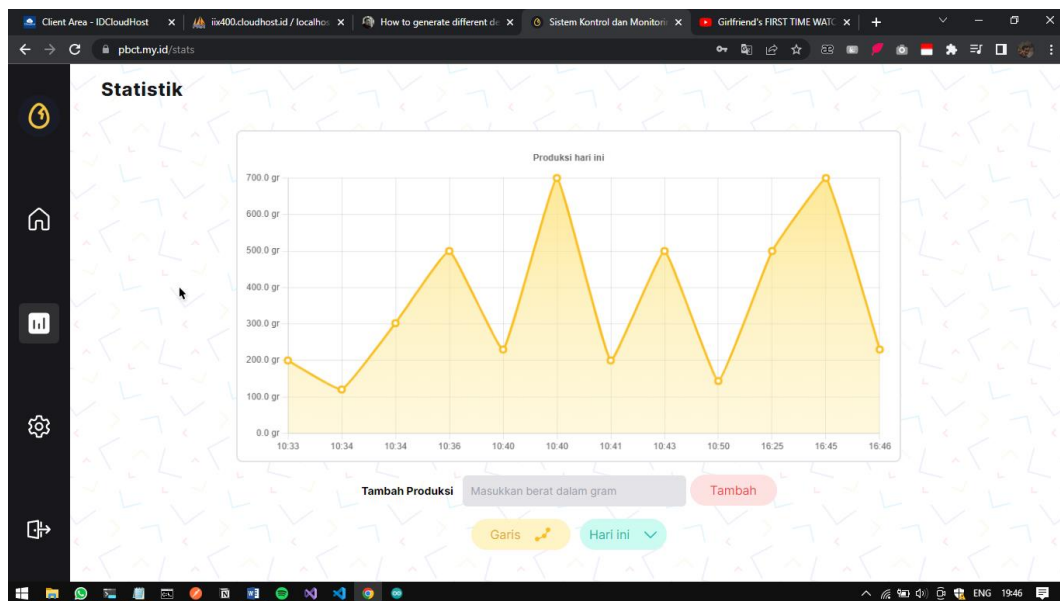 Client Area - IDCloudHost
iix400.cloudhost.id / localhos
How to generate different de
Sistem Kontrol dan Monitori
Girlfriend's FIRST TIME WATC
pbct.my.id/stats
Statistik
Produksi hari ini
700.0 gr
600.0 gr
500.0 gr
400.0 gr
300.0 gr
200.0 gr
100.0 gr
0.0 gr
10:33 10:34 10:34 10:36 10:40 10:40 10:41 10:43 10:50 16:25 16:45 16:46
Tambah Produksi Masukkan berat dalam gram Tambah
Garis Hari ini
ENG 19:46